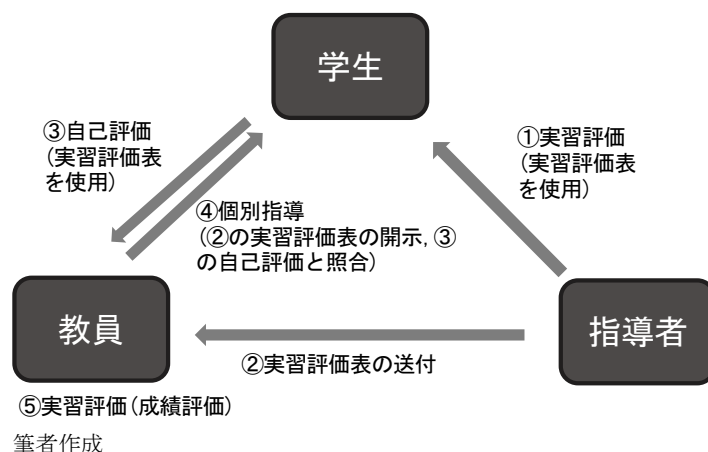 学生
③自己評価
(実習評価表
を使用)
①実習評価
(実習評価表
を使用)
④個別指導
(②の実習評価表の開示, ③
の自己評価と照合)
教員
指導者
②実習評価表の送付
⑤実習評価(成績評価)
筆者作成